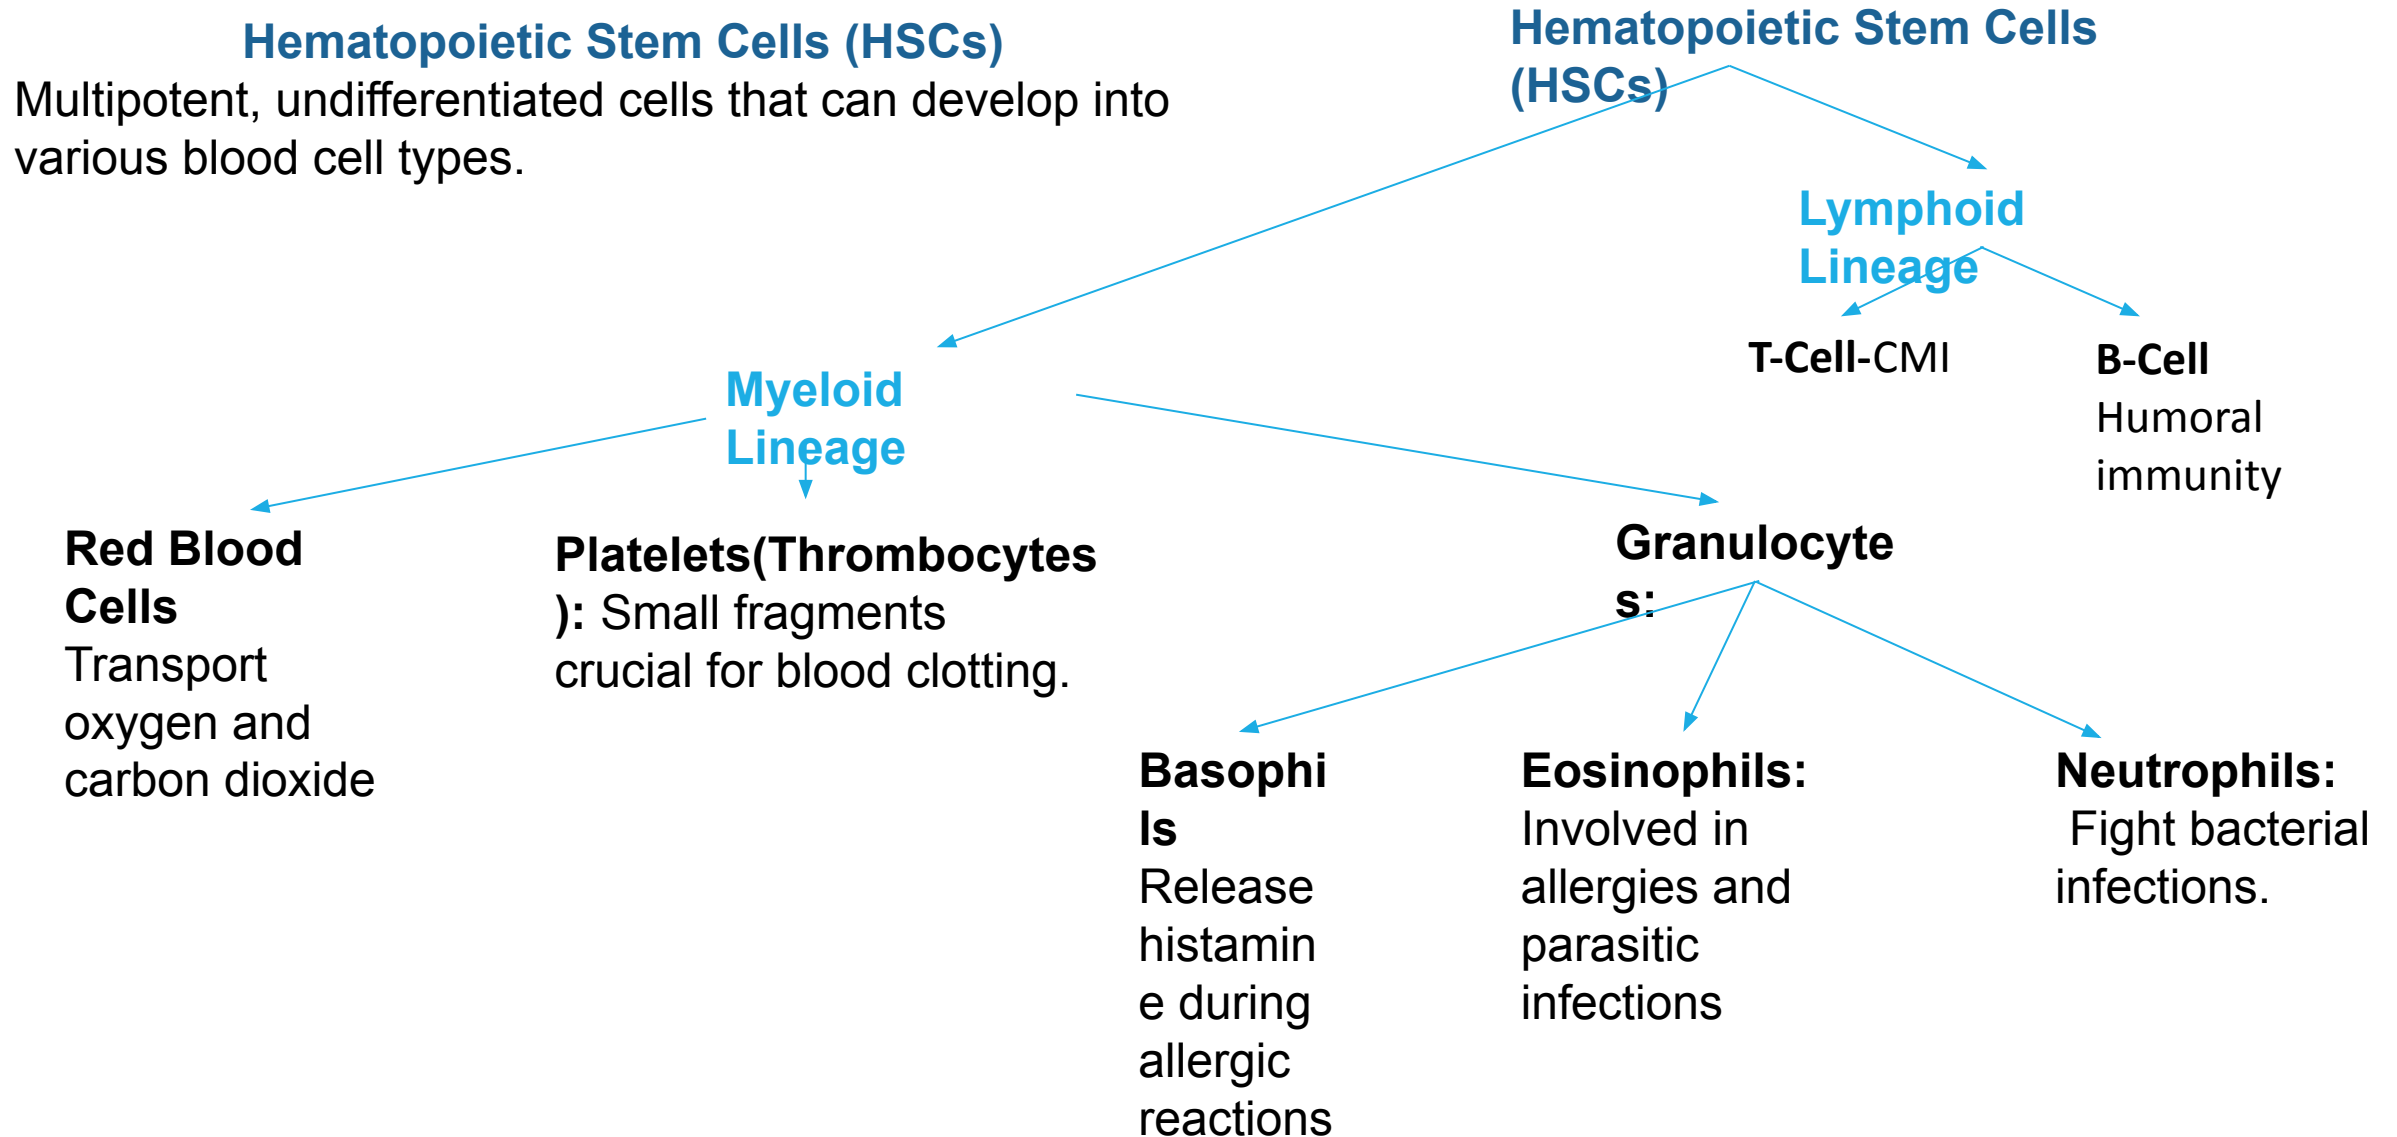 Hematopoietic Stem Cells (HSCs)
Multipotent, undifferentiated cells that can develop into
various blood cell types.
Hematopoietic Stem Cells
(HSCs)
Lymphoid
Lineage
T-Cell-CMI
B-Cell
Humoral
immunity
Myeloid
Lineage
Red Blood
Cells
Transport
oxygen and
carbon dioxide
Platelets(Thrombocytes
): Small fragments
crucial for blood clotting.
Granulocyte
s:
Basophi
ls
Release
histamin
e during
allergic
reactions
Eosinophils:
Involved in
allergies and
parasitic
infections
Neutrophils:
Fight bacterial
infections.